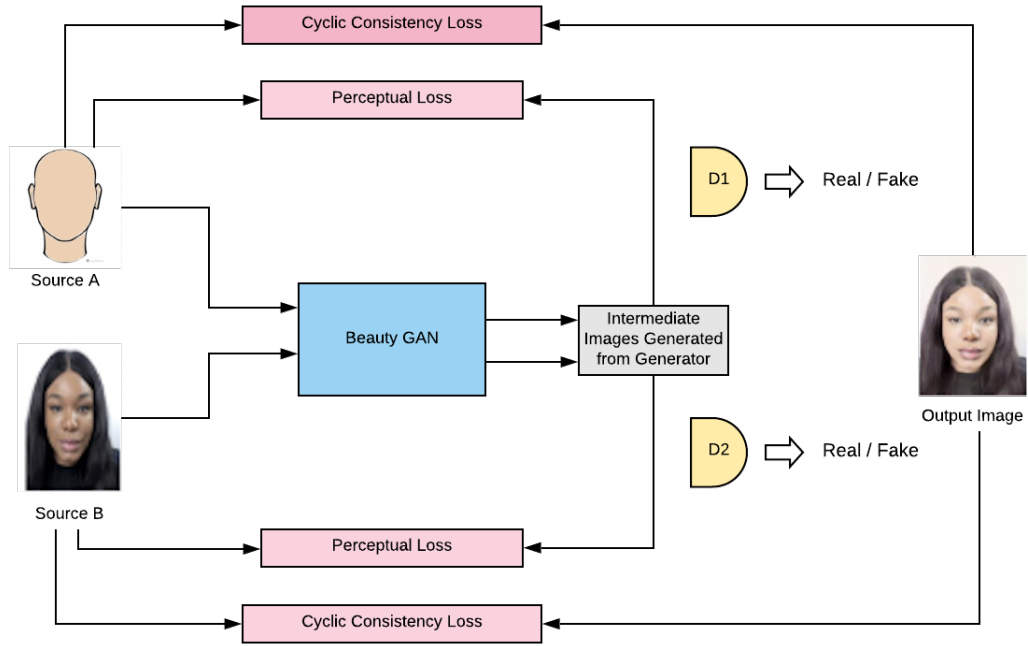 Cyclic Consistency Loss
Perceptual Loss
D1
Real / Fake
Source A
Beauty GAN
Intermediate
Images Generated
from Generator
Output Image
D2
Real / Fake
Source B
Perceptual Loss
Cyclic Consistency Loss